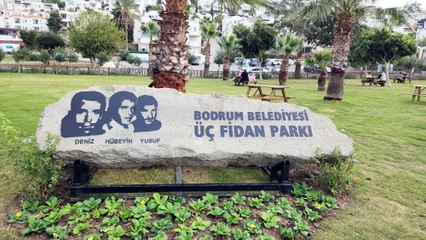 BODRUM BELEDİYESİ
ÜÇ FİDAN PARKI
DENİZ HÜSEYİN YUSUF